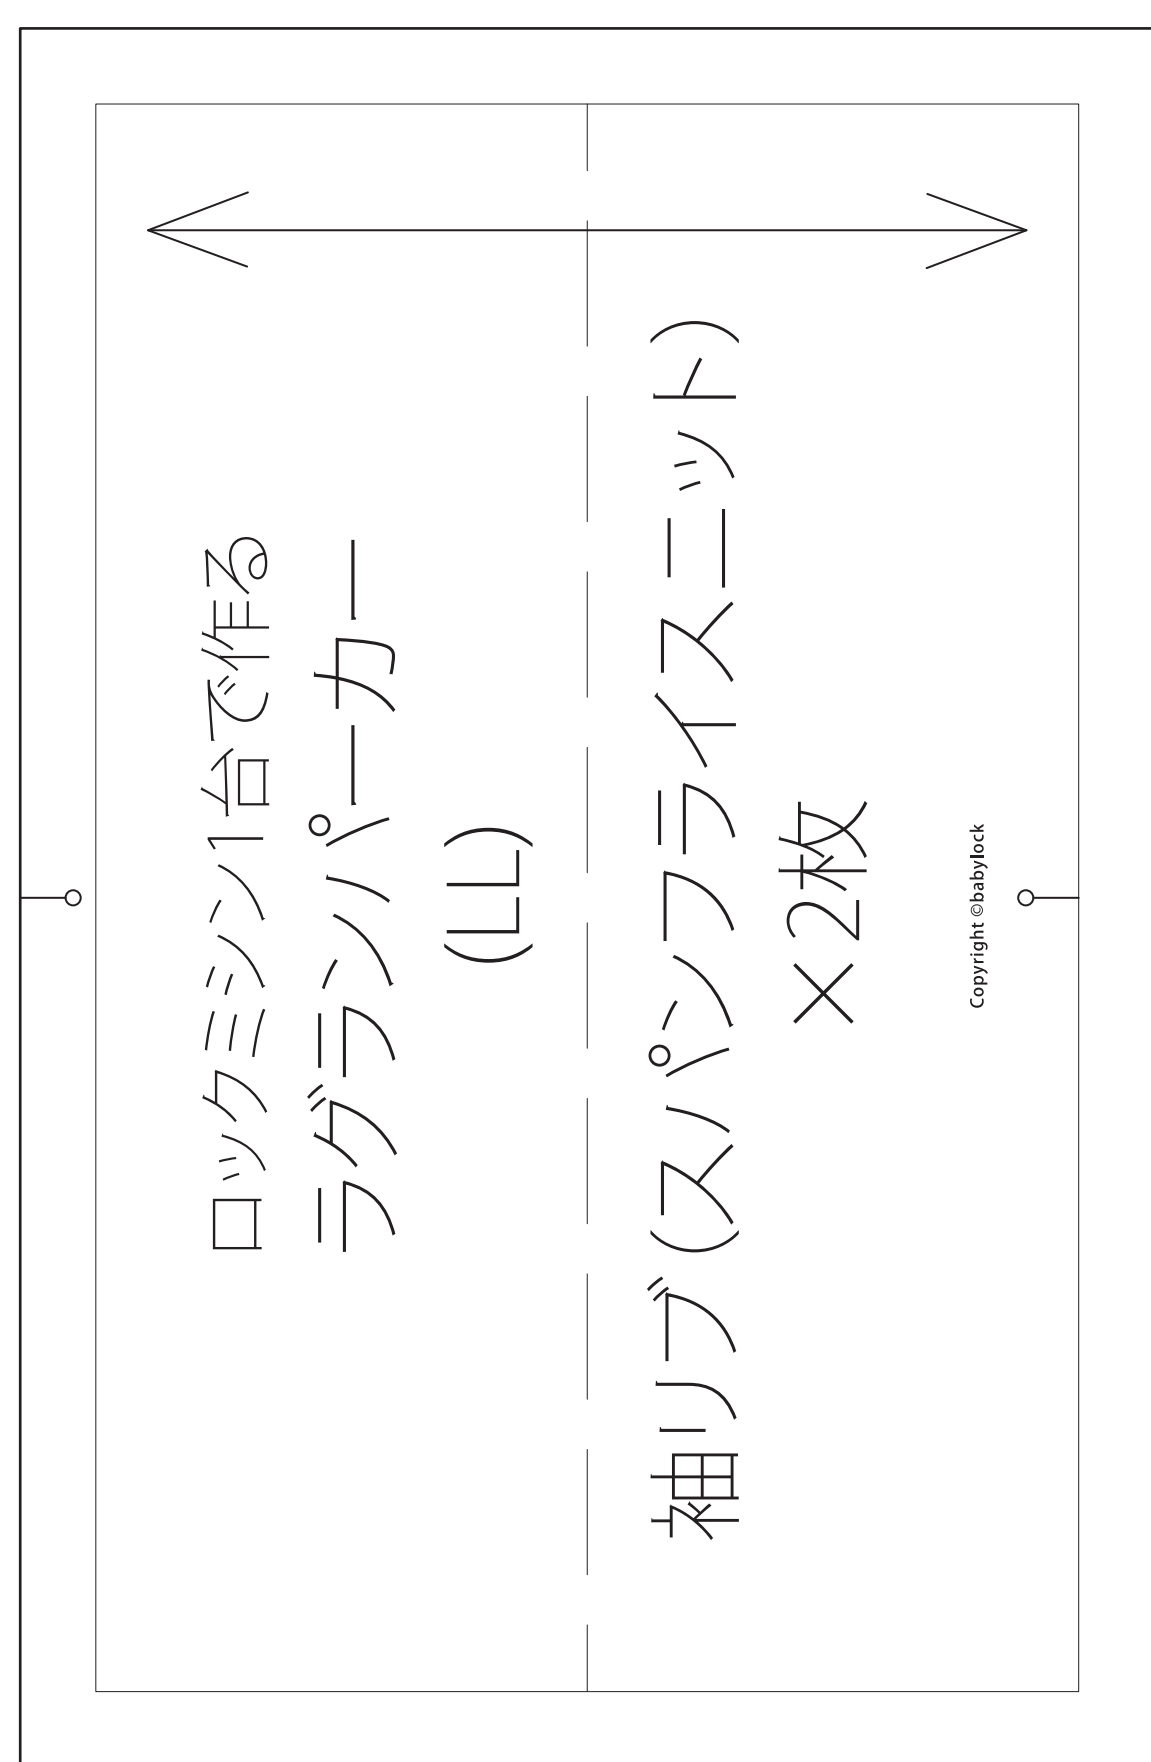 ロックミシン1台で作る
ラグランパーカー
(LL)
袖リブ(スパンフライスニット)
×2枚
Copyright ©babylock